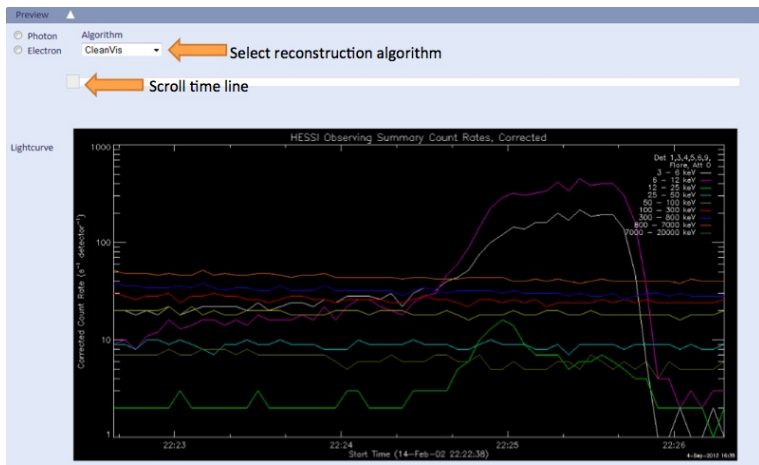 Preview
Photon
Electron
Algorithm
CleanVis
Select reconstruction algorithm
Scroll time line
Lightcurve
HESSI Observing Summary Count Rates, Corrected
Det 1,3,4,5,6,9,
Flare, Att 0
3 - 6 keV
6 - 12 keV
12 - 25 keV
25 - 50 keV
50 - 100 keV
100 - 300 keV
300 - 800 keV
800 - 7000 keV
7000 - 20000 keV
Corrected Count Rate (s⁻¹ detector⁻¹)
1000
100
10
1
22:23
22:24
22:25
22:26
Start Time (14-Feb-02 22:22:38)
4-Sep-2012 16:35